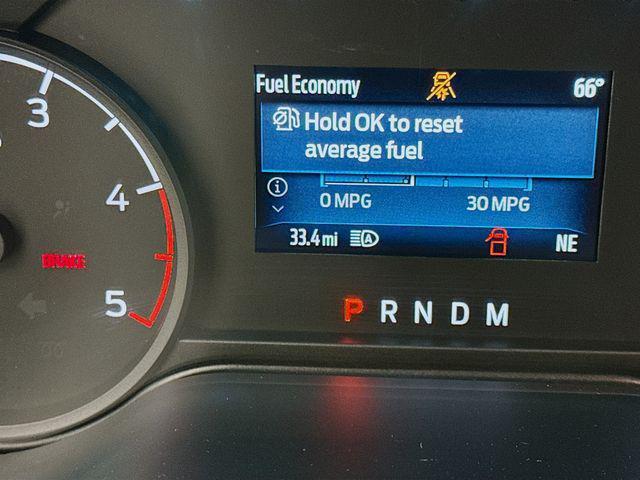 Fuel Economy 66°
Hold OK to reset
average fuel
0 MPG 30 MPG
33.4 mi A NE
P R N D M
3
4
5
BRAKE